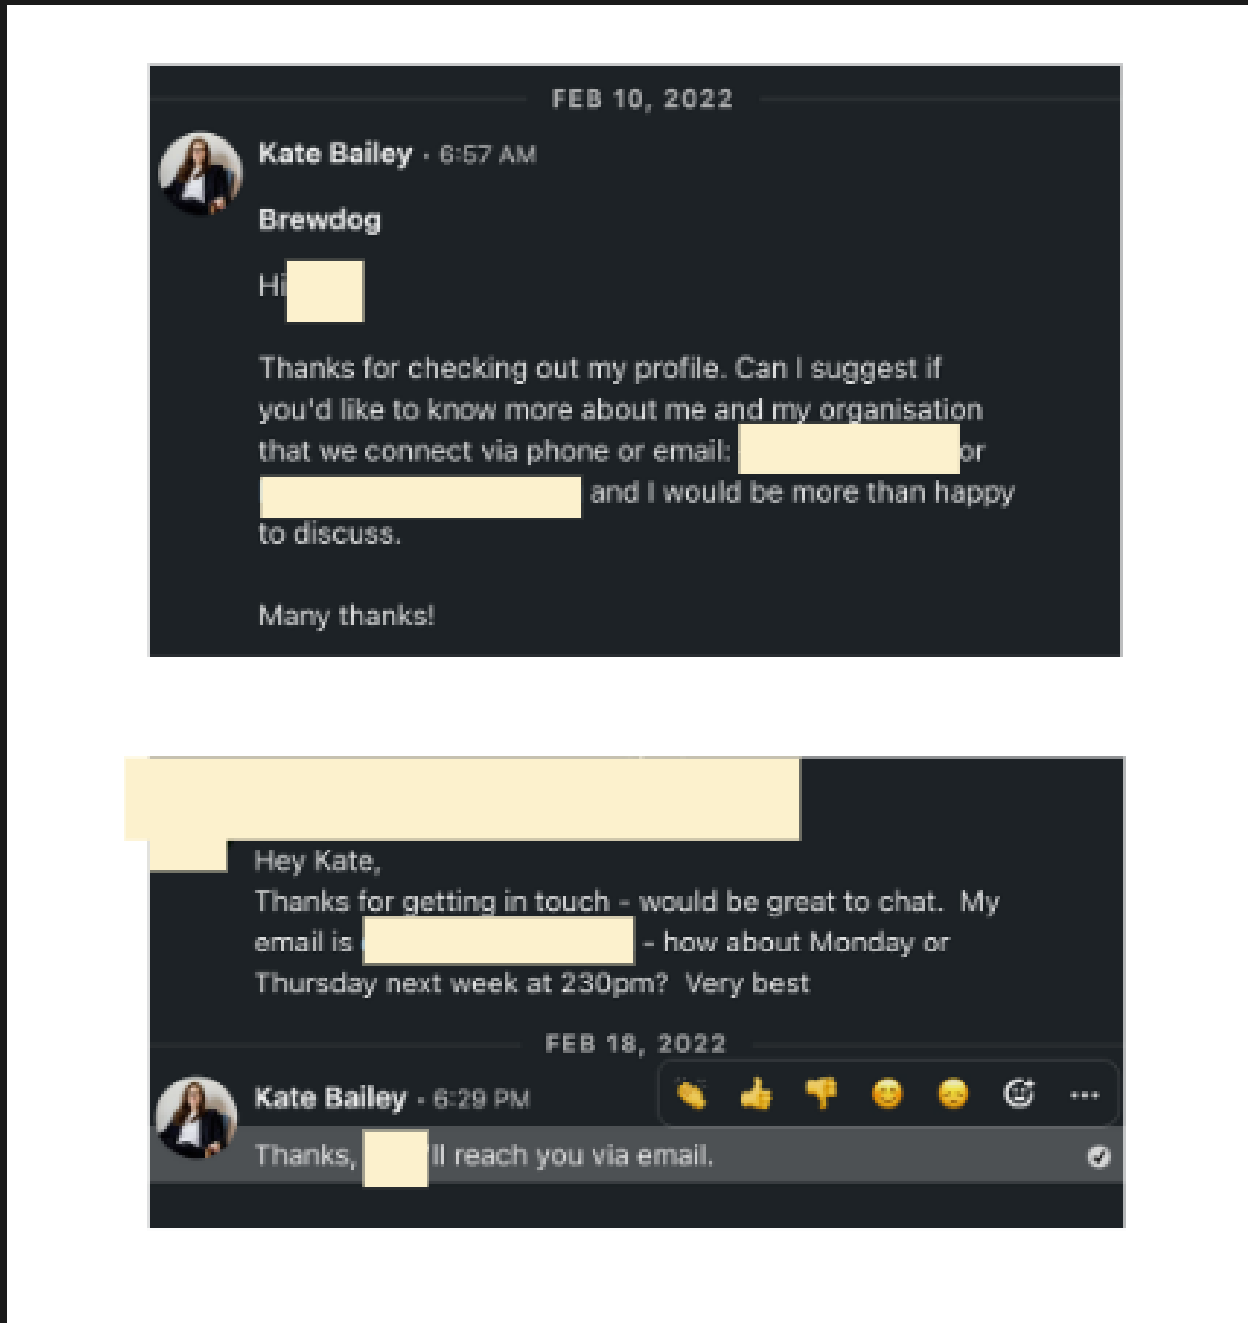 FEB 10, 2022
Kate Bailey · 6:57 AM
Brewdog
Hi
Thanks for checking out my profile. Can I suggest if
you'd like to know more about me and my organisation
that we connect via phone or email: or
and I would be more than happy
to discuss.
Many thanks!
Hey Kate,
Thanks for getting in touch - would be great to chat. My
email is - how about Monday or
Thursday next week at 230pm? Very best
FEB 18, 2022
Kate Bailey · 6:29 PM
Thanks, 'll reach you via email.